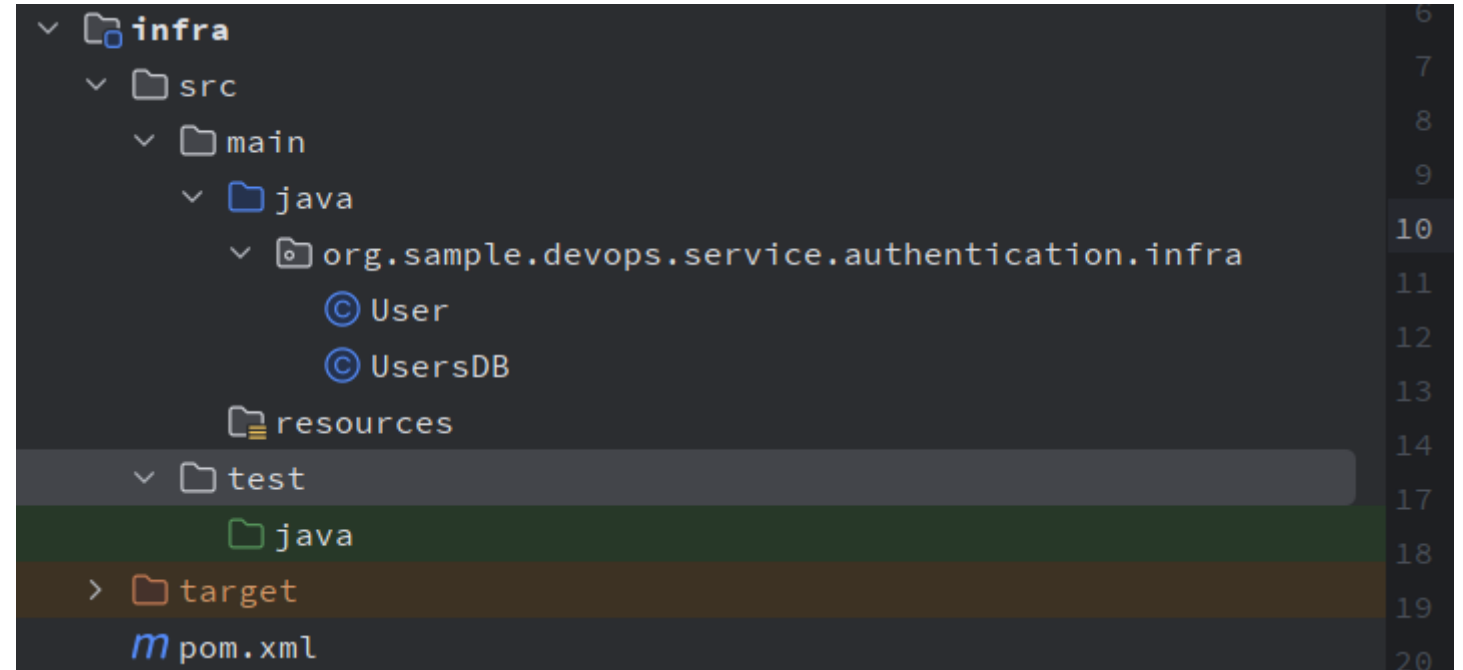 infra
src
main
java
org.sample.devops.service.authentication.infra
© User
© UsersDB
resources
test
java
target
m pom.xml
6
7
8
9
10
11
12
13
14
17
18
19
20